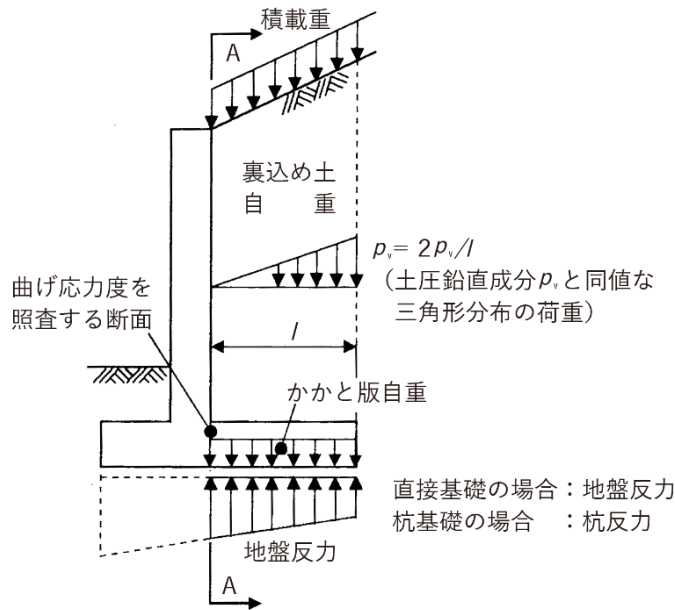 積載重
A
裏込め土
自 重
pᵥ= 2pᵥ/l
(土圧鉛直成分pᵥと同値な
三角形分布の荷重)
曲げ応力度を
照査する断面
l
かかと版自重
直接基礎の場合：地盤反力
杭基礎の場合 ：杭反力
地盤反力
A